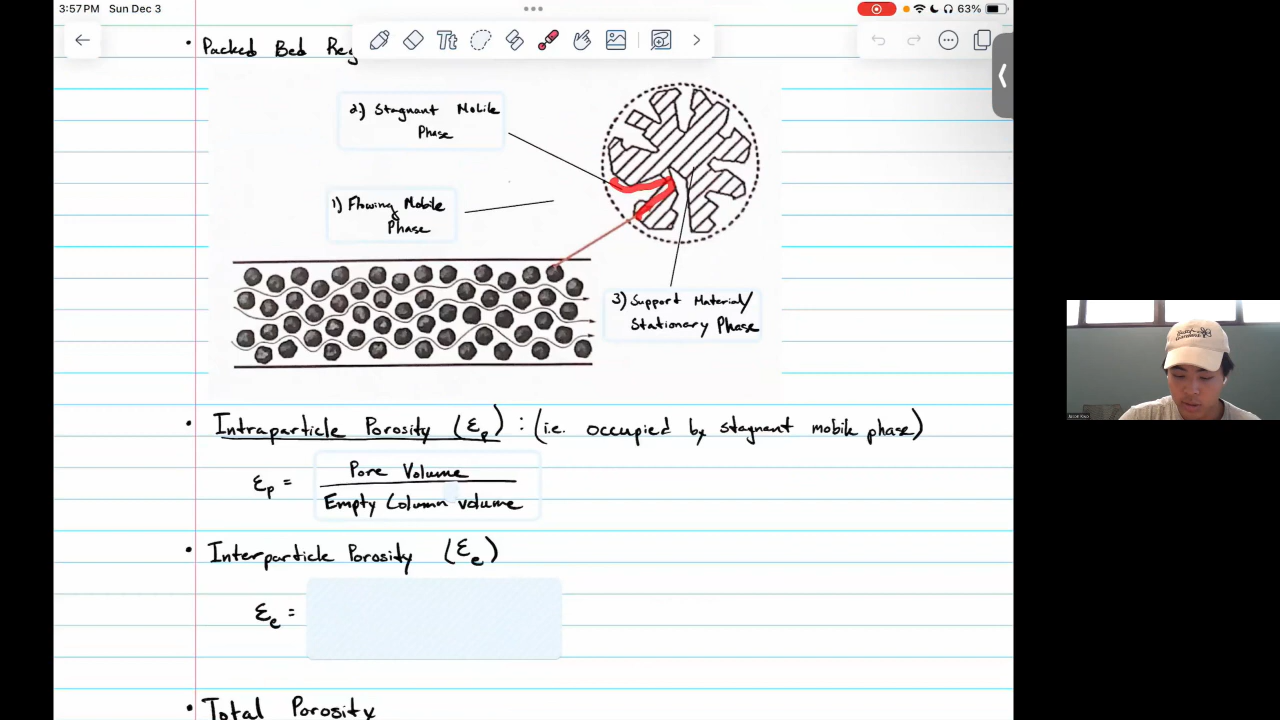 3:57 PM Sun Dec 3
63%
• Packed Bed Reg
Tt
2.) Stagnant Mobile
Phase
1) Flowing Mobile
Phase
3) Support Material/
Stationary Phase
• Intraparticle Porosity (εp) : (i.e. occupied by stagnant mobile phase)
εp = Pore Volume
Empty Column volume
• Interparticle Porosity (εe)
εe =
• Total Porosity